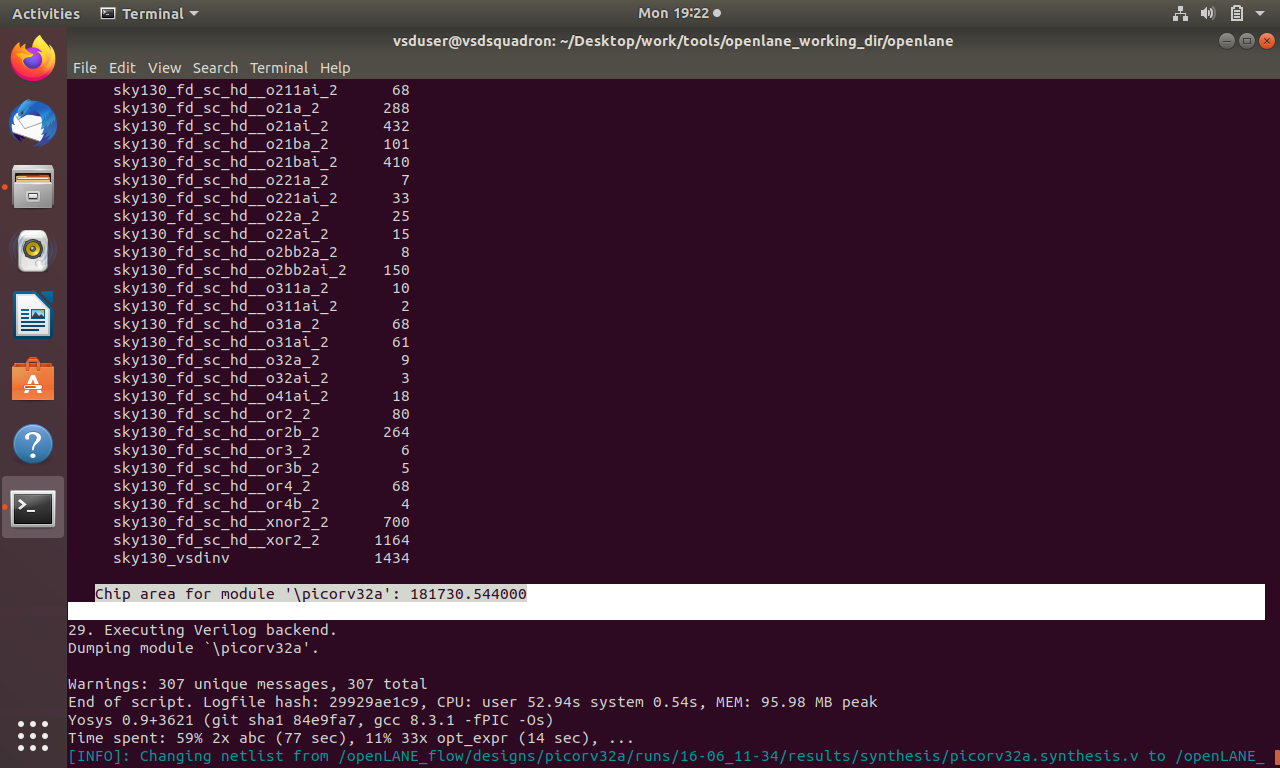 Activities Terminal Mon 19:22
vsduser@vsdsquadron: ~/Desktop/work/tools/openlane_working_dir/openlane
File Edit View Search Terminal Help
sky130_fd_sc_hd__o211ai_2 68
sky130_fd_sc_hd__o21a_2 288
sky130_fd_sc_hd__o21ai_2 432
sky130_fd_sc_hd__o21ba_2 101
sky130_fd_sc_hd__o21bai_2 410
sky130_fd_sc_hd__o221a_2 7
sky130_fd_sc_hd__o221ai_2 33
sky130_fd_sc_hd__o22a_2 25
sky130_fd_sc_hd__o22ai_2 15
sky130_fd_sc_hd__o2bb2a_2 8
sky130_fd_sc_hd__o2bb2ai_2 150
sky130_fd_sc_hd__o311a_2 10
sky130_fd_sc_hd__o311ai_2 2
sky130_fd_sc_hd__o31a_2 68
sky130_fd_sc_hd__o31ai_2 61
sky130_fd_sc_hd__o32a_2 9
sky130_fd_sc_hd__o32ai_2 3
sky130_fd_sc_hd__o41ai_2 18
sky130_fd_sc_hd__or2_2 80
sky130_fd_sc_hd__or2b_2 264
sky130_fd_sc_hd__or3_2 6
sky130_fd_sc_hd__or3b_2 5
sky130_fd_sc_hd__or4_2 68
sky130_fd_sc_hd__or4b_2 4
sky130_fd_sc_hd__xnor2_2 700
sky130_fd_sc_hd__xor2_2 1164
sky130_vsdinv 1434
Chip area for module '\picorv32a': 181730.544000
29. Executing Verilog backend.
Dumping module `\picorv32a'.
Warnings: 307 unique messages, 307 total
End of script. Logfile hash: 29929ae1c9, CPU: user 52.94s system 0.54s, MEM: 95.98 MB peak
Yosys 0.9+3621 (git sha1 84e9fa7, gcc 8.3.1 -fPIC -Os)
Time spent: 59% 2x abc (77 sec), 11% 33x opt_expr (14 sec), ...
[INFO]: Changing netlist from /openLANE_flow/designs/picorv32a/runs/16-06_11-34/results/synthesis/picorv32a.synthesis.v to /openLANE_